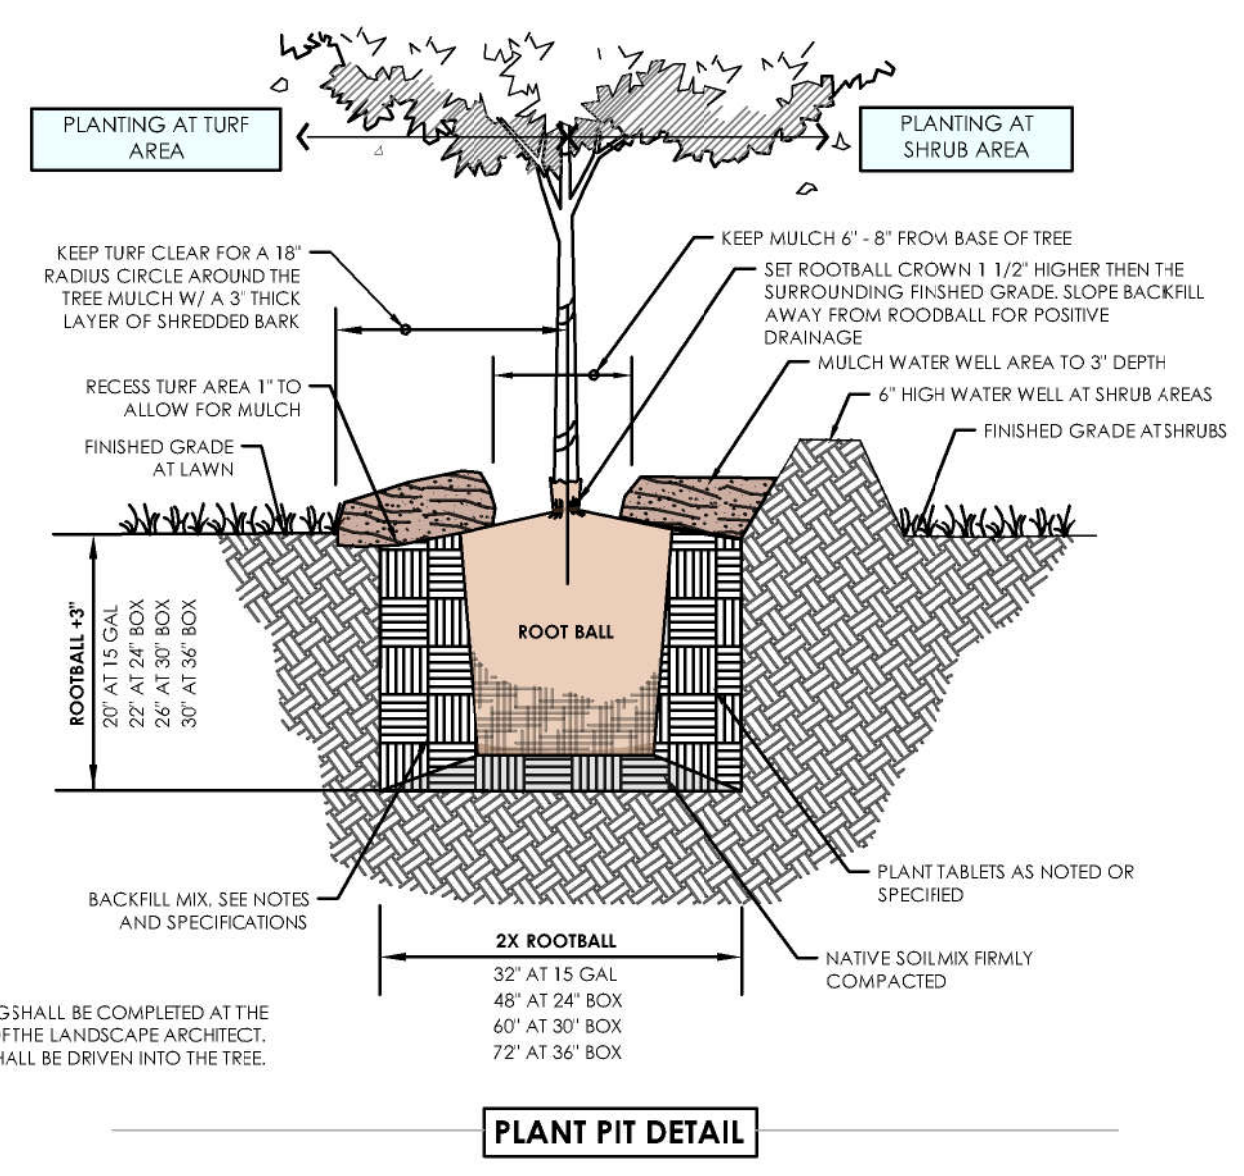 PLANTING AT TURF
AREA
PLANTING AT
SHRUB AREA
KEEP TURF CLEAR FOR A 18"
RADIUS CIRCLE AROUND THE
TREE MULCH W/ A 3" THICK
LAYER OF SHREDDED BARK
RECESS TURF AREA 1" TO
ALLOW FOR MULCH
FINISHED GRADE
AT LAWN
KEEP MULCH 6" - 8" FROM BASE OF TREE
SET ROOTBALL CROWN 1 1/2" HIGHER THEN THE
SURROUNDING FINSHED GRADE. SLOPE BACKFILL
AWAY FROM ROODBALL FOR POSITIVE
DRAINAGE
MULCH WATER WELL AREA TO 3" DEPTH
6" HIGH WATER WELL AT SHRUB AREAS
FINISHED GRADE AT SHRUBS
ROOTBALL +3"
20" AT 15 GAL
22" AT 24" BOX
26" AT 30" BOX
30" AT 36" BOX
ROOT BALL
BACKFILL MIX, SEE NOTES
AND SPECIFICATIONS
PLANT TABLETS AS NOTED OR
SPECIFIED
NATIVE SOILMIX FIRMLY
COMPACTED
2X ROOTBALL
32" AT 15 GAL
48" AT 24" BOX
60" AT 30" BOX
72" AT 36" BOX
GSHALL BE COMPLETED AT THE
OFTHE LANDSCAPE ARCHITECT.
HALL BE DRIVEN INTO THE TREE.
PLANT PIT DETAIL